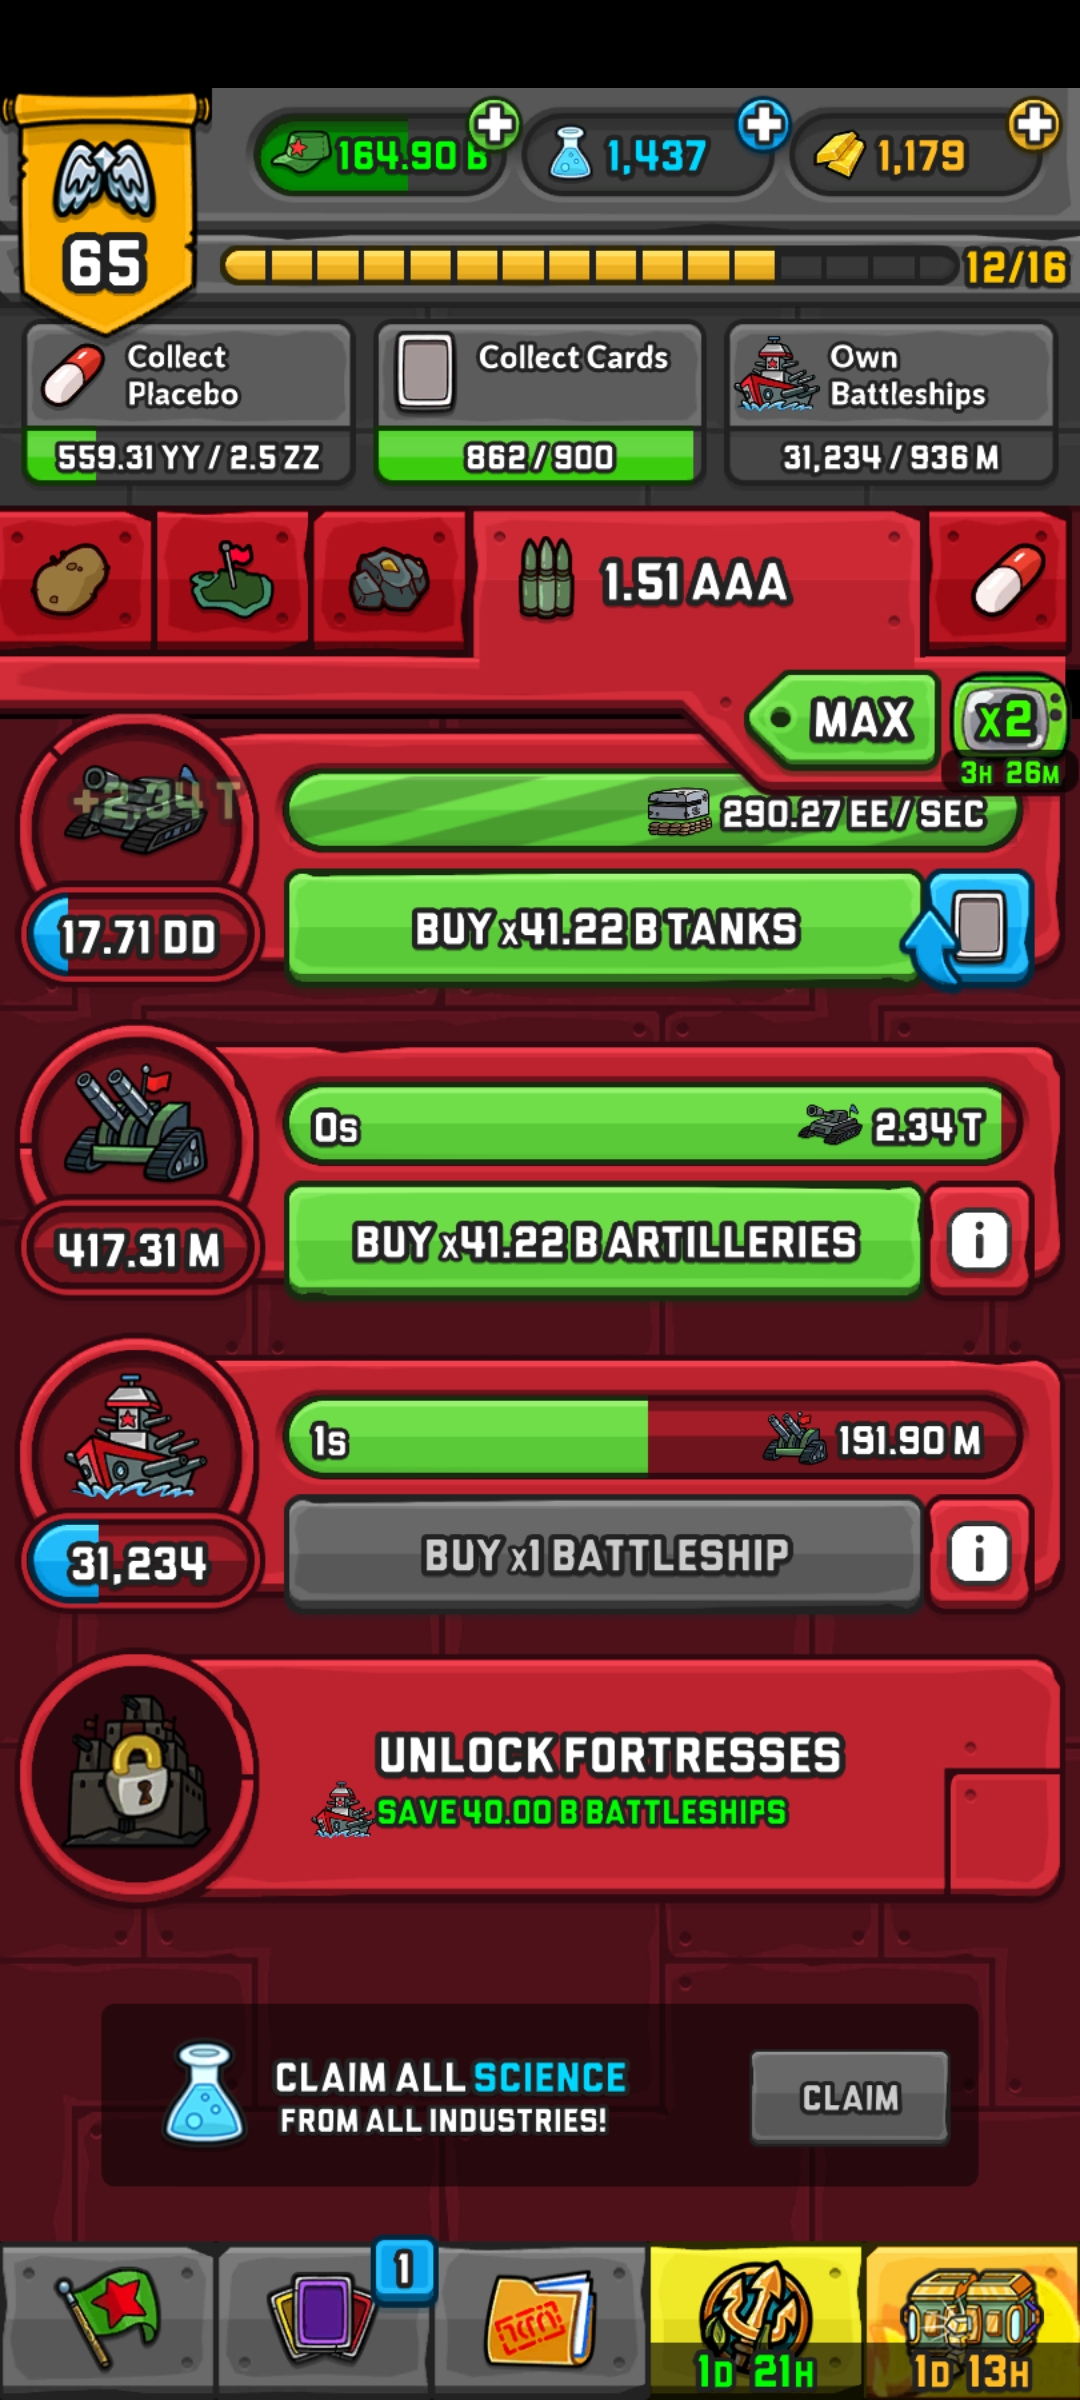 164.90 B
1,437
1,179
65
12/16
Collect
Placebo
559.31 YY / 2.5 ZZ
Collect Cards
862 / 900
Own
Battleships
31,234 / 936 M
1.51 AAA
MAX
x2
3H 26M
+2.34 T
290.27 EE / SEC
17.71 DD
BUY x41.22 B TANKS
0s
2.34 T
417.31 M
BUY x41.22 B ARTILLERIES
i
1s
191.90 M
31,234
BUY x1 BATTLESHIP
i
UNLOCK FORTRESSES
SAVE 40.00 B BATTLESHIPS
CLAIM ALL SCIENCE
FROM ALL INDUSTRIES!
CLAIM
1
1D 21H
1D 13H